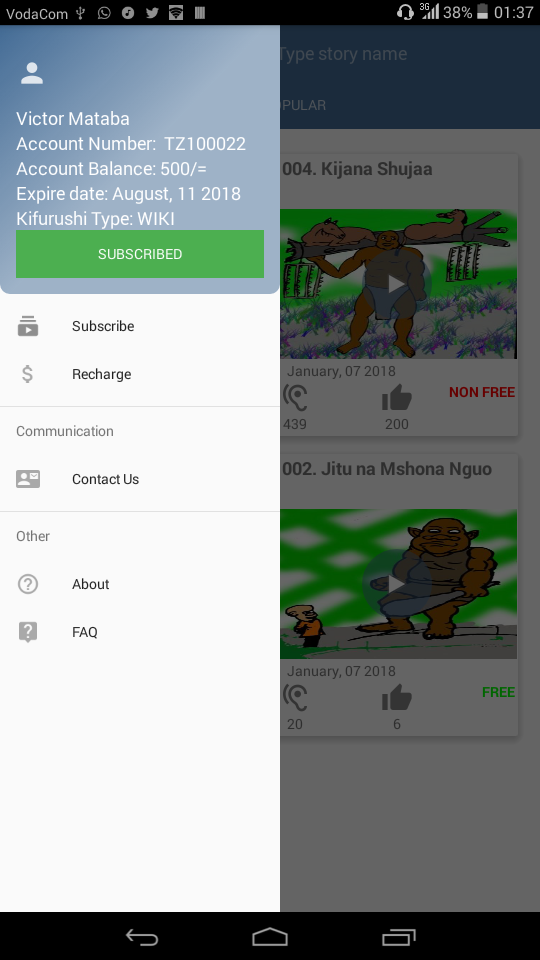 VodaCom 3G 38% 01:37
Type story name
OPULAR
Victor Mataba
Account Number: TZ100022
Account Balance: 500/=
Expire date: August, 11 2018
Kifurushi Type: WIKI
SUBSCRIBED
Subscribe
Recharge
Communication
Contact Us
Other
About
FAQ
004. Kijana Shujaa
January, 07 2018
NON FREE
439 200
002. Jitu na Mshona Nguo
January, 07 2018
FREE
20 6